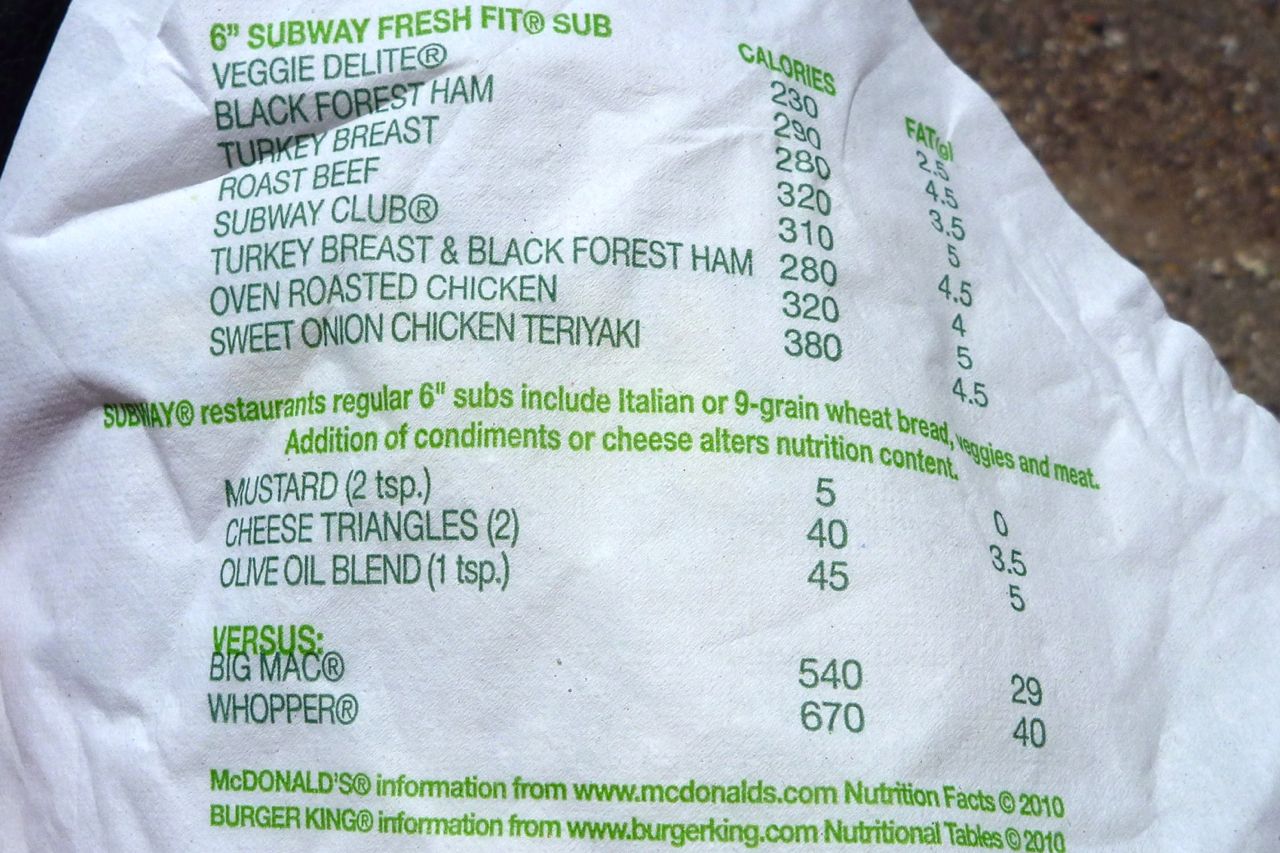 6” SUBWAY FRESH FIT® SUB CALORIES FAT(g)
VEGGIE DELITE® 230 2.5
BLACK FOREST HAM 290 4.5
TURKEY BREAST 280 3.5
ROAST BEEF 320 5
SUBWAY CLUB® 310 4.5
TURKEY BREAST & BLACK FOREST HAM 280 4
OVEN ROASTED CHICKEN 320 5
SWEET ONION CHICKEN TERIYAKI 380 4.5
SUBWAY® restaurants regular 6" subs include Italian or 9-grain wheat bread, veggies and meat.
Addition of condiments or cheese alters nutrition content.
MUSTARD (2 tsp.) 5 0
CHEESE TRIANGLES (2) 40 3.5
OLIVE OIL BLEND (1 tsp.) 45 5
VERSUS:
BIG MAC® 540 29
WHOPPER® 670 40
McDONALD'S® information from www.mcdonalds.com Nutrition Facts © 2010
BURGER KING® information from www.burgerking.com Nutritional Tables © 2010